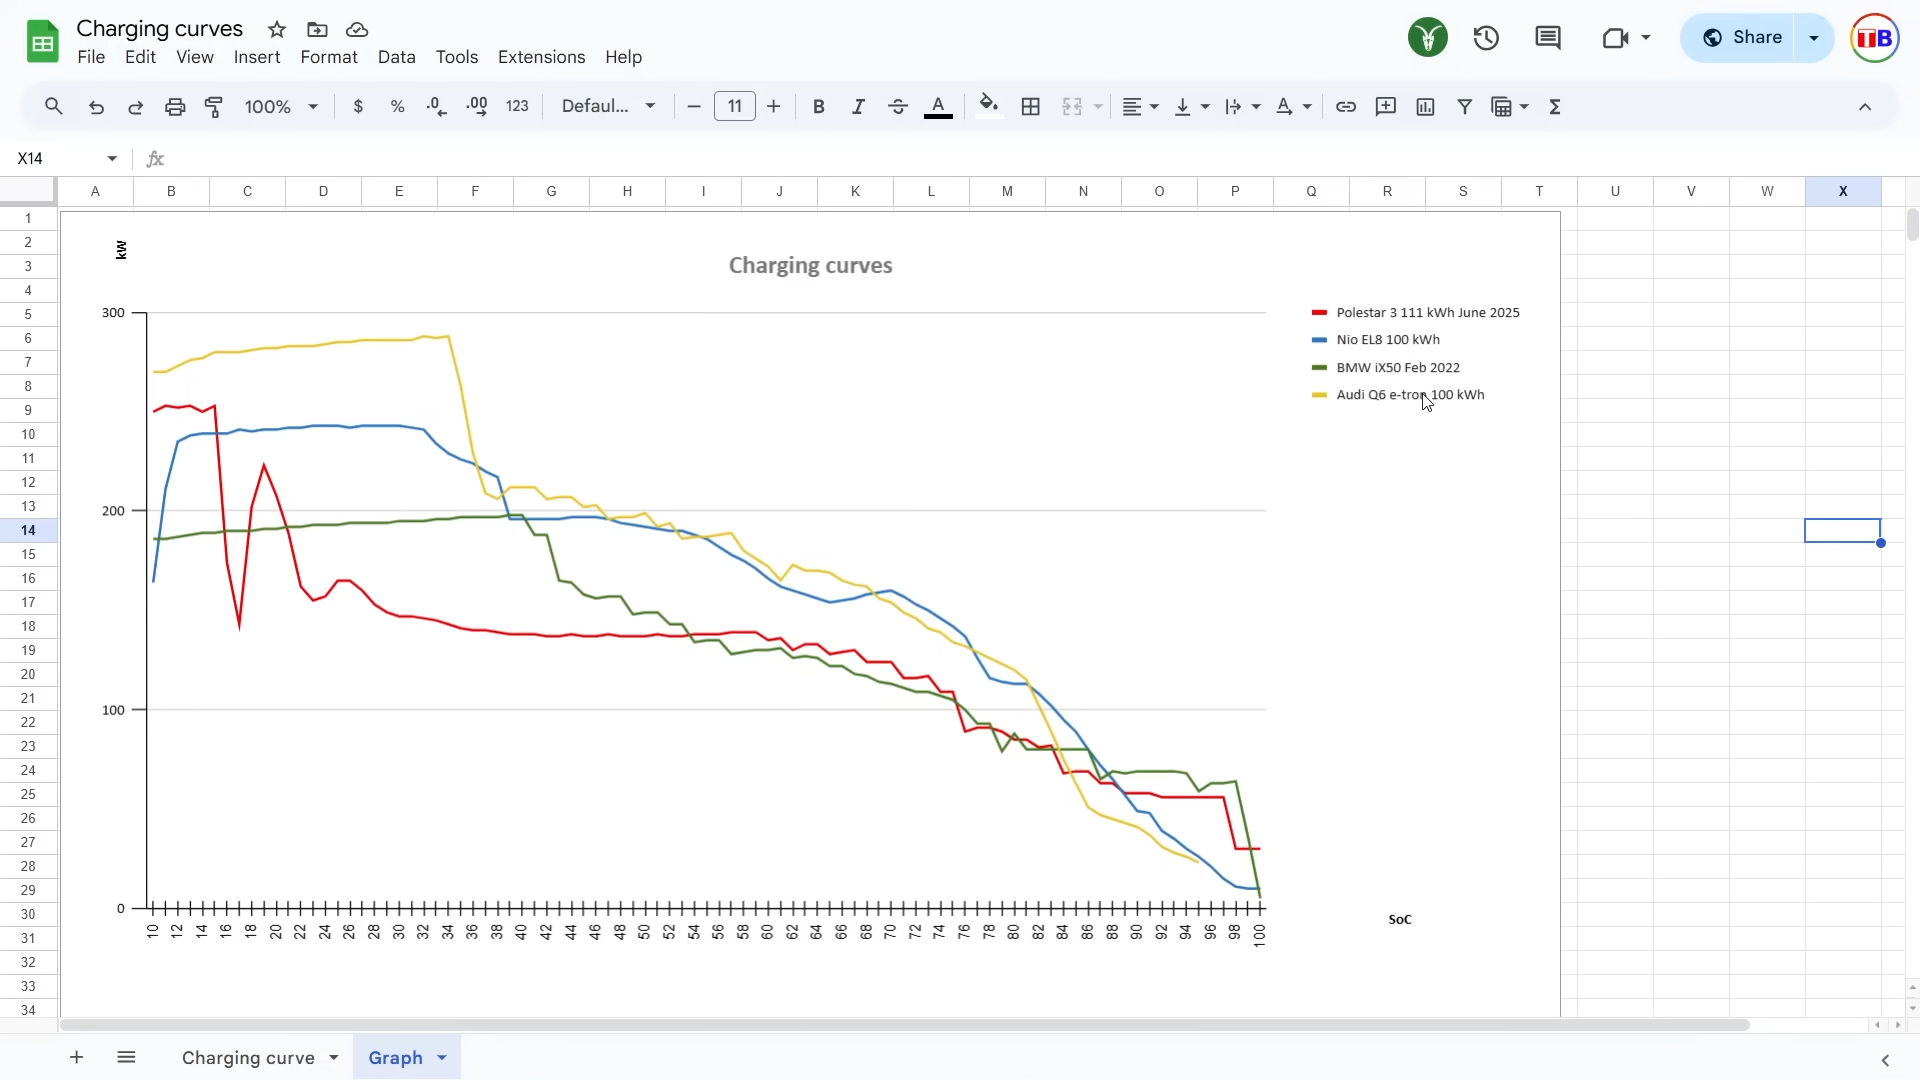 Charging curves
Share
TB
File Edit View Insert Format Data Tools Extensions Help
100% $ % .0 .00 123 Defaul... 11 B I S A A Σ
X14 fx
A B C D E F G H I J K L M N O P Q R S T U V W X
1
2
3
4
5
6
7
8
9
10
11
12
13
14
15
16
17
18
19
20
21
22
23
24
25
26
27
28
29
30
31
32
33
34
kW
Charging curves
300
200
100
0
Polestar 3 111 kWh June 2025
Nio EL8 100 kWh
BMW iX50 Feb 2022
Audi Q6 e-tron 100 kWh
10 12 14 16 18 20 22 24 26 28 30 32 34 36 38 40 42 44 46 48 50 52 54 56 58 60 62 64 66 68 70 72 74 76 78 80 82 84 86 88 90 92 94 96 98 100
SoC
Charging curve Graph